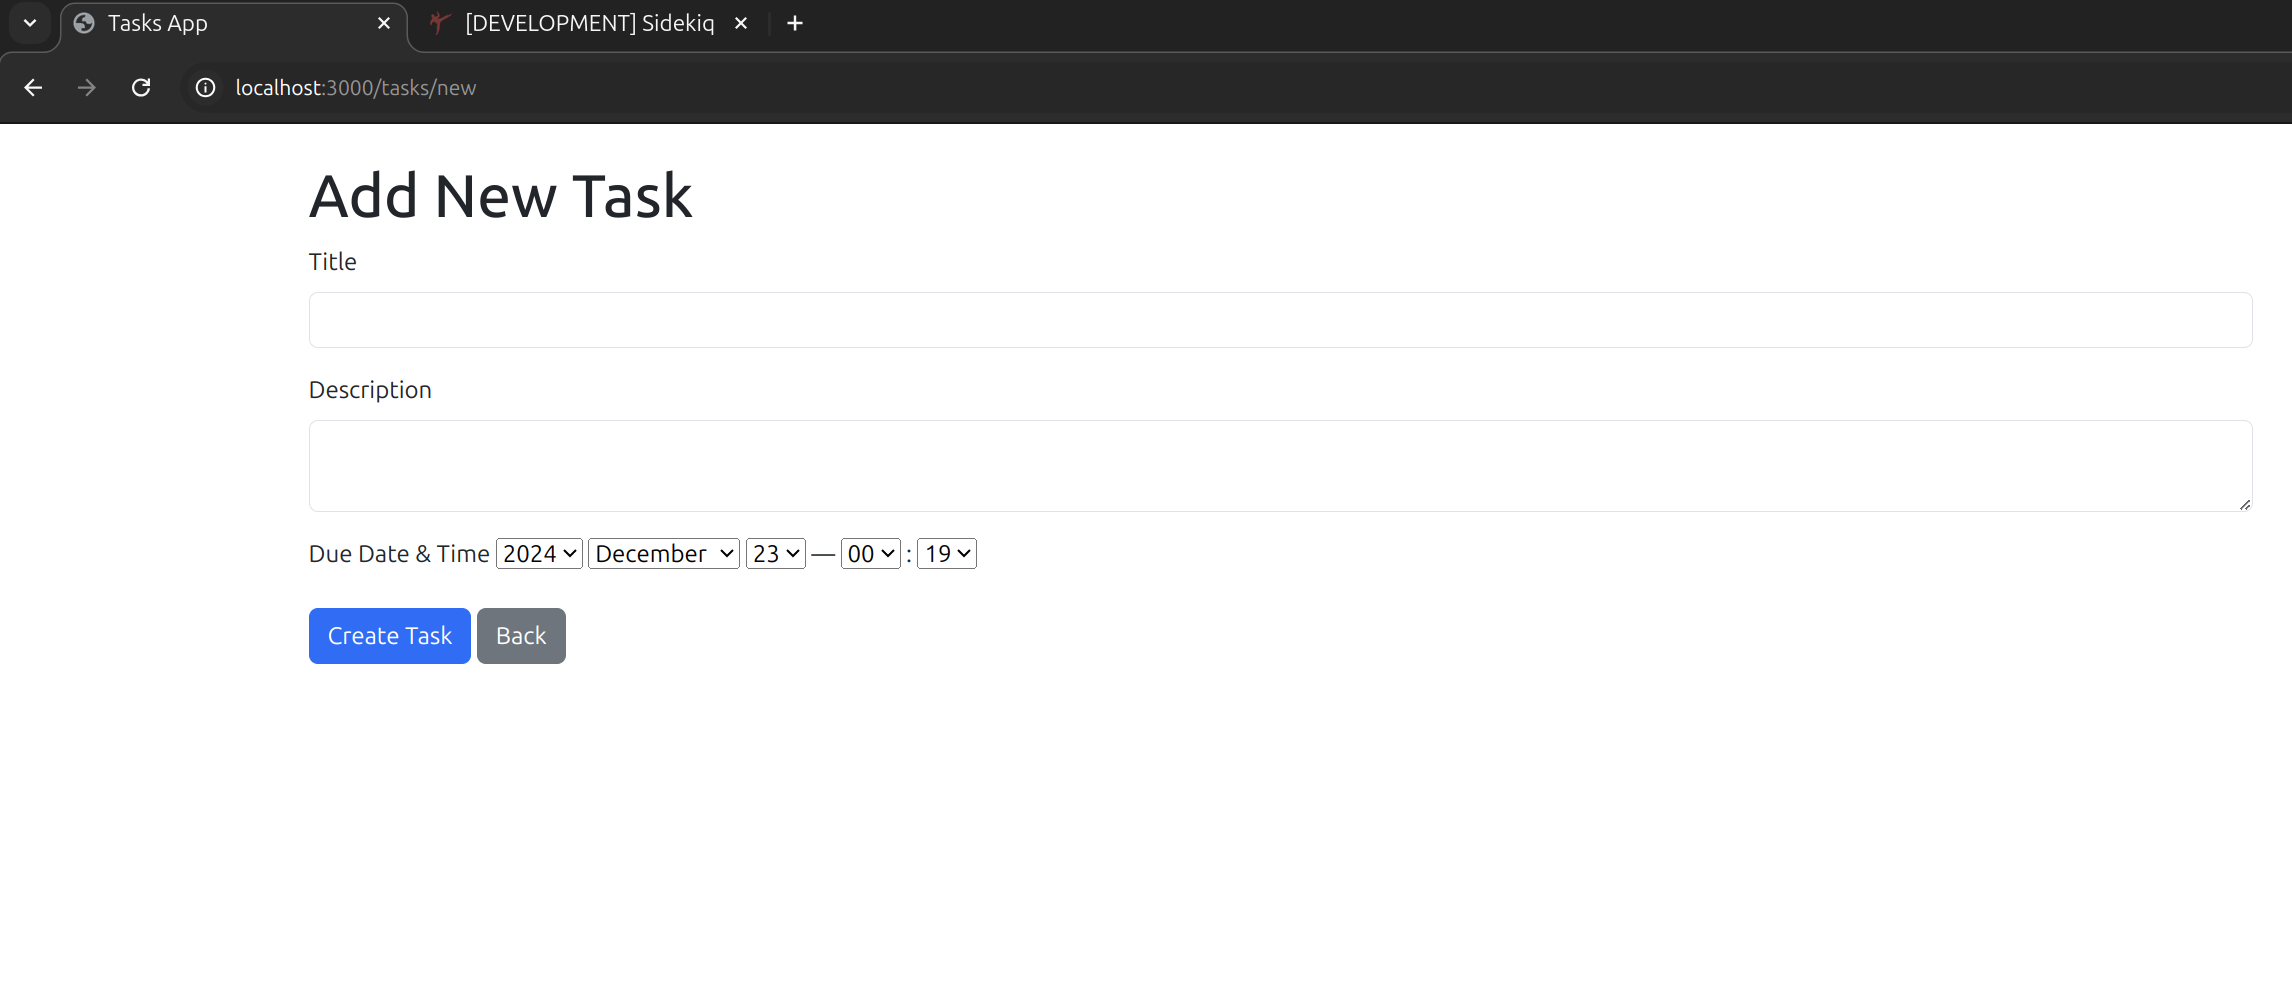 Tasks App
[DEVELOPMENT] Sidekiq
localhost:3000/tasks/new
Add New Task
Title
Description
Due Date & Time 2024 December 23 — 00 : 19
Create Task Back